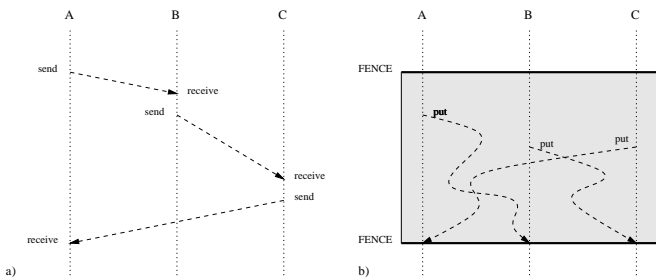 A B C
send
receive
send
receive
send
receive
a)
A B C
FENCE
put
put
put
FENCE
b)